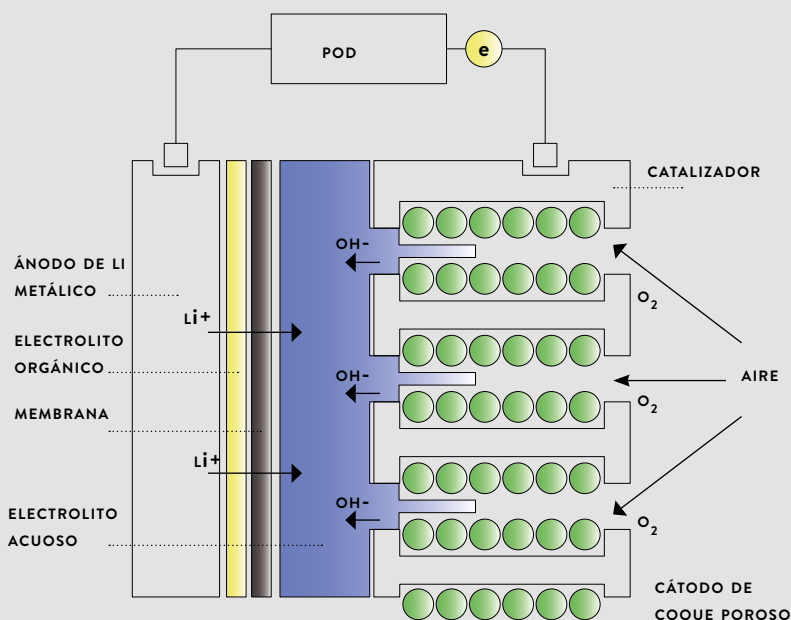 POD
e
CATALIZADOR
OH-
ÁNODO DE LI
METÁLICO
O2
Li+
ELECTROLITO
ORGÁNICO
OH-
AIRE
O2
MEMBRANA
Li+
OH-
ELECTROLITO
ACUOSO
O2
CÁTODO DE
COQUE POROSO